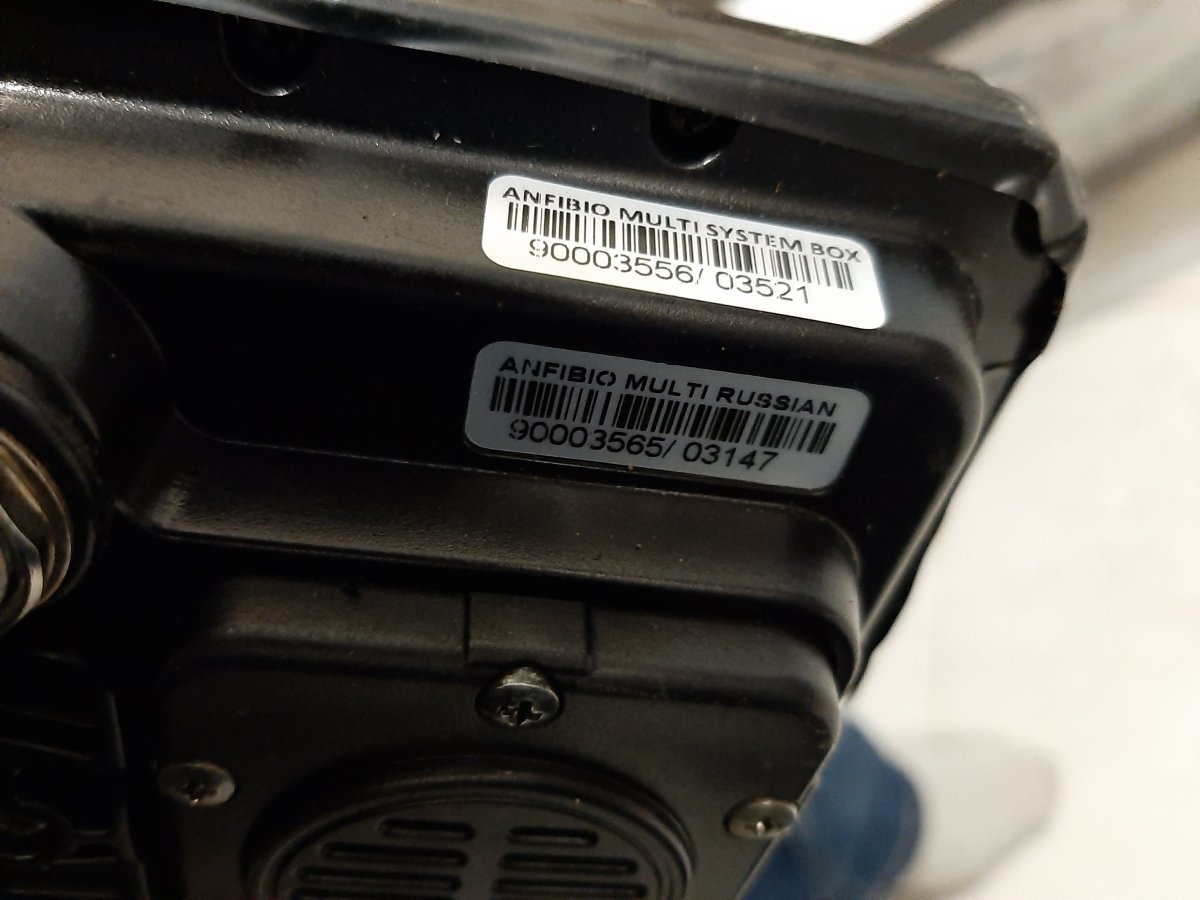 ANFIBIO MULTI SYSTEM BOX
90003556/ 03521
ANFIBIO MULTI RUSSIAN
90003565/ 03147